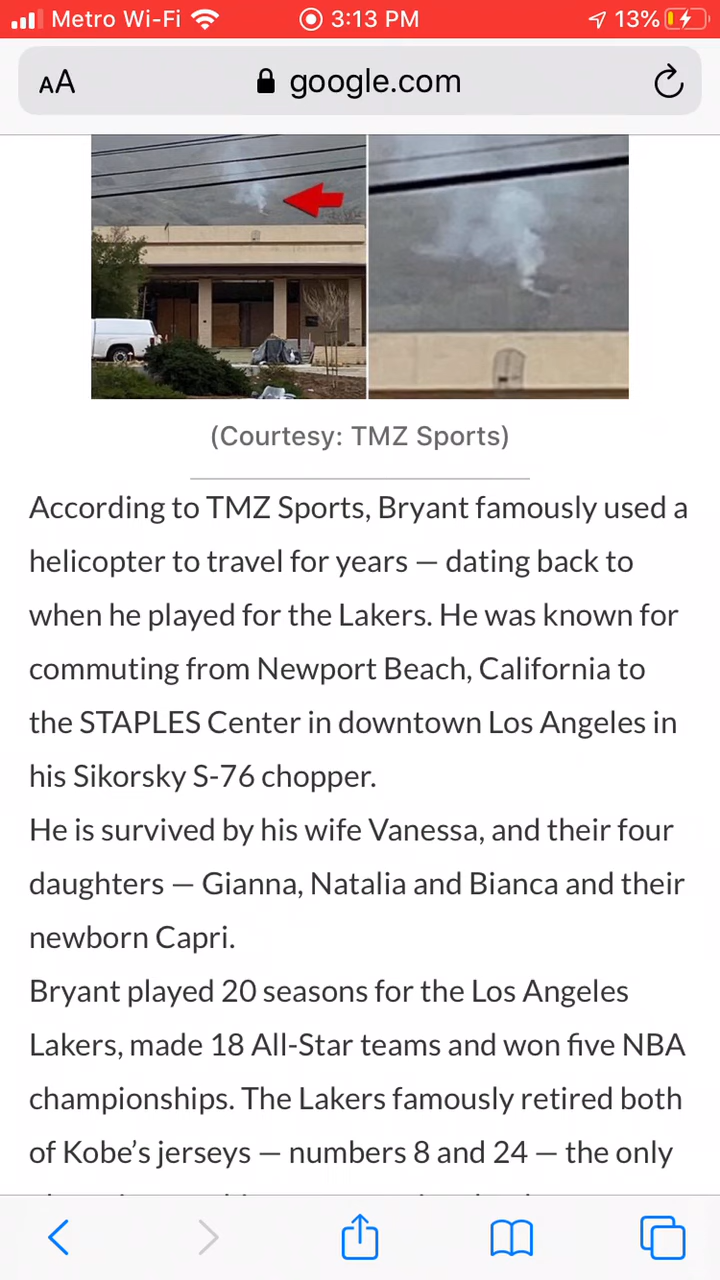 Metro Wi-Fi 3:13 PM 13%
AA google.com
(Courtesy: TMZ Sports)
According to TMZ Sports, Bryant famously used a
helicopter to travel for years — dating back to
when he played for the Lakers. He was known for
commuting from Newport Beach, California to
the STAPLES Center in downtown Los Angeles in
his Sikorsky S-76 chopper.
He is survived by his wife Vanessa, and their four
daughters — Gianna, Natalia and Bianca and their
newborn Capri.
Bryant played 20 seasons for the Los Angeles
Lakers, made 18 All-Star teams and won five NBA
championships. The Lakers famously retired both
of Kobe’s jerseys — numbers 8 and 24 — the only